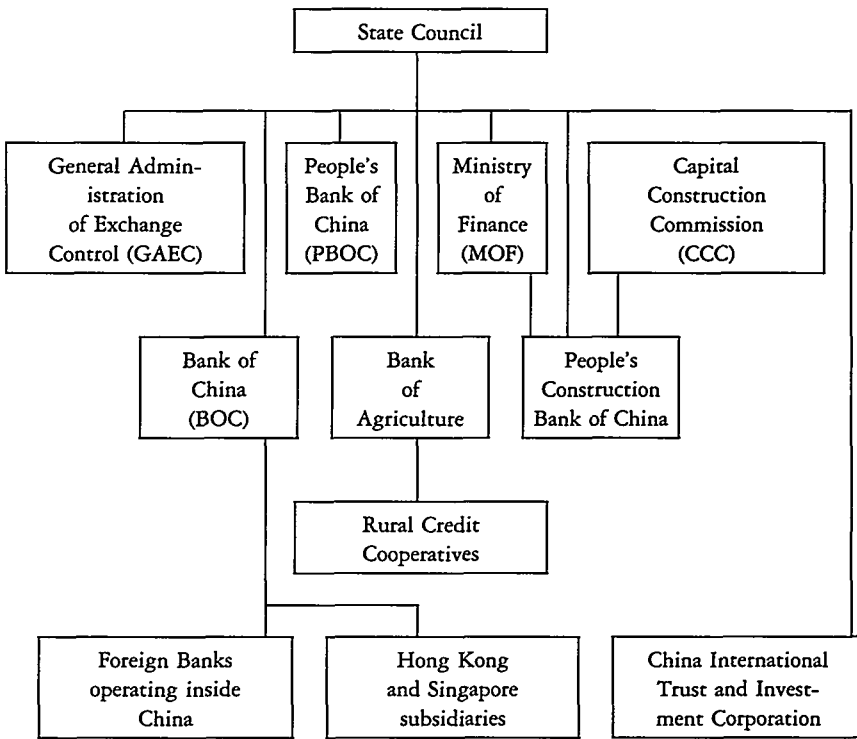 State Council
General Admin-
istration
of Exchange
Control (GAEC)
People's
Bank of
China
(PBOC)
Ministry
of
Finance
(MOF)
Capital
Construction
Commission
(CCC)
Bank of
China
(BOC)
Bank
of
Agriculture
People's
Construction
Bank of China
Rural Credit
Cooperatives
Foreign Banks
operating inside
China
Hong Kong
and Singapore
subsidiaries
China International
Trust and Invest-
ment Corporation